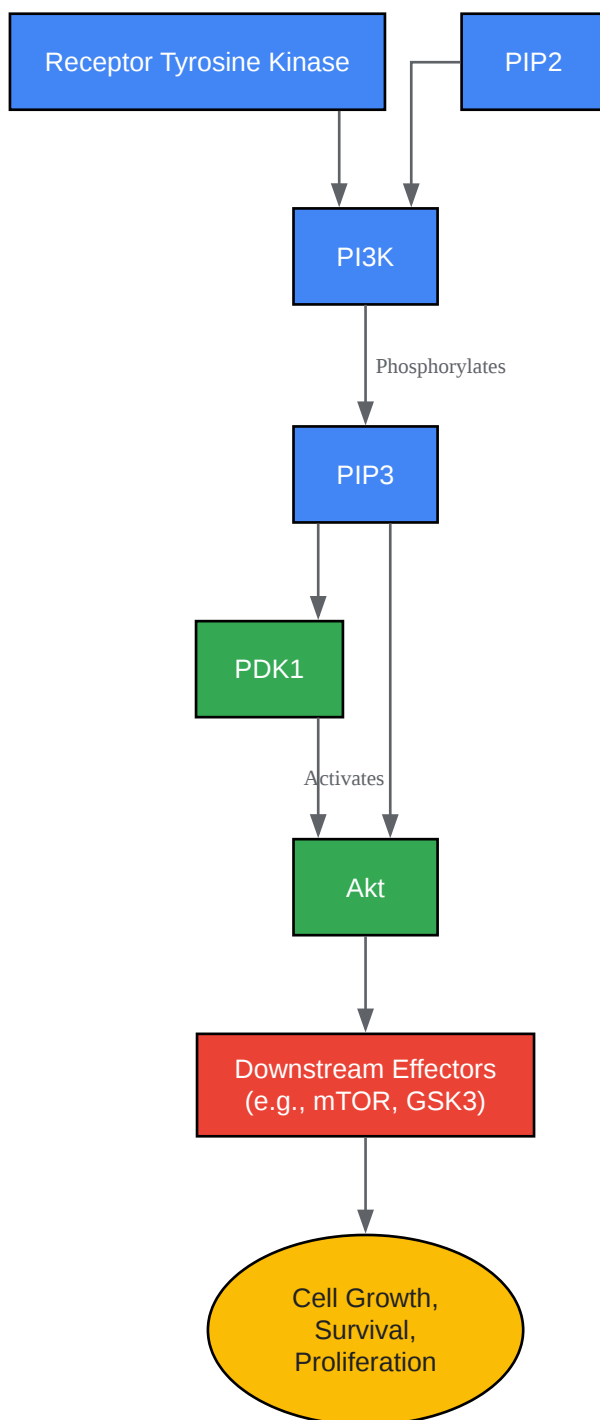 Receptor Tyrosine Kinase
PIP2
PI3K
Phosphorylates
PIP3
PDK1
Activates
Akt
Downstream Effectors
(e.g., mTOR, GSK3)
Cell Growth,
Survival,
Proliferation